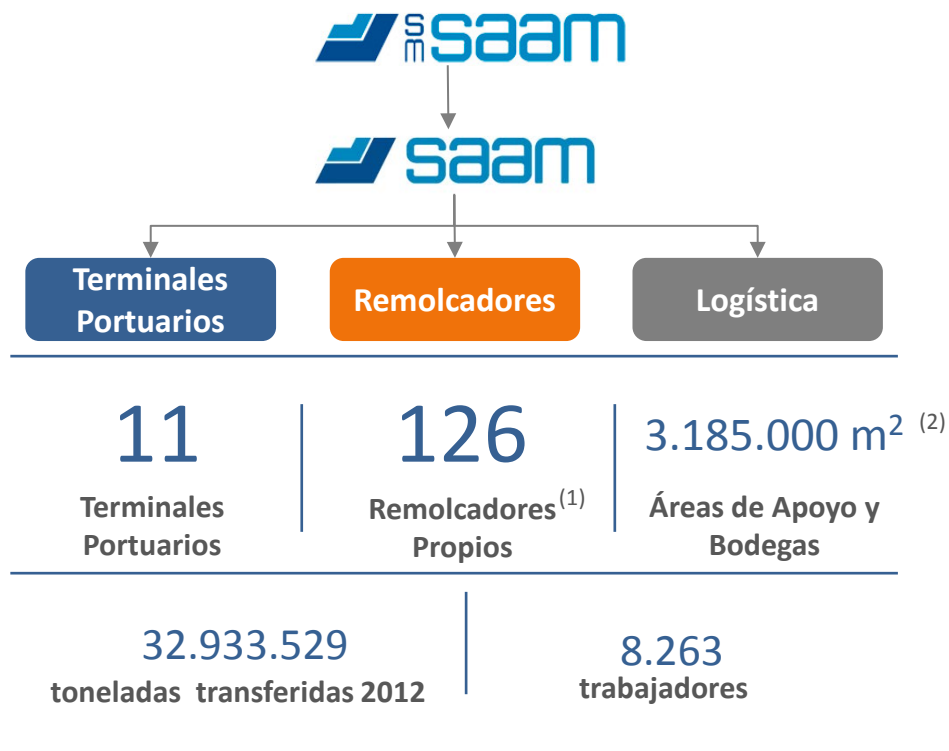 sm saam
saam
Terminales
Portuarios
Remolcadores
Logística
11
Terminales
Portuarios
126
Remolcadores (1)
Propios
3.185.000 m² (2)
Áreas de Apoyo y
Bodegas
32.933.529
toneladas transferidas 2012
8.263
trabajadores